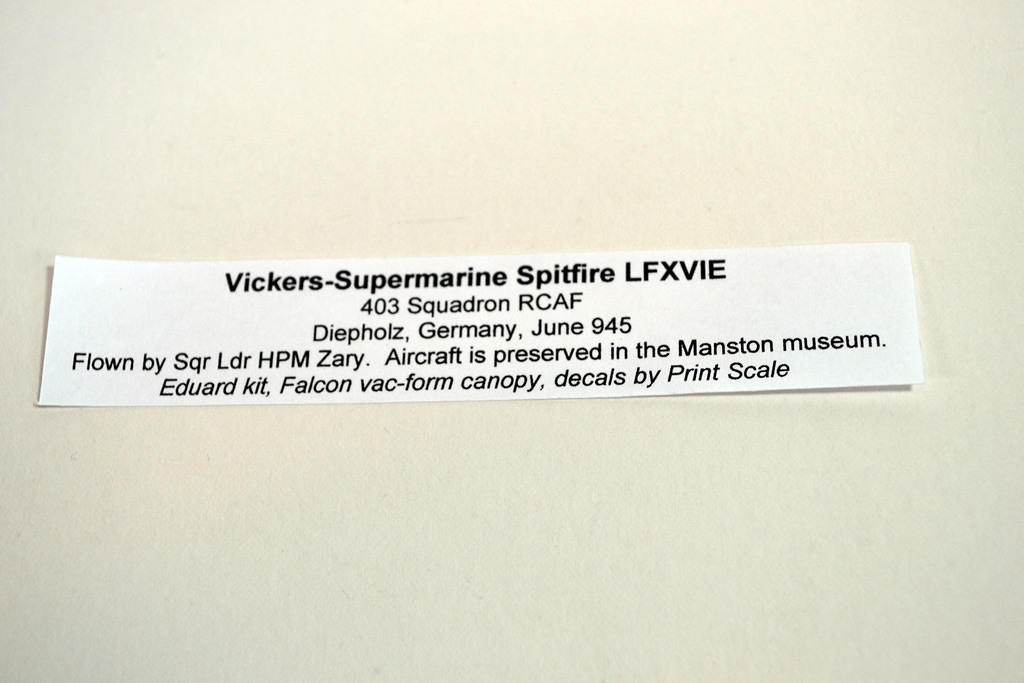 Vickers-Supermarine Spitfire LFXVIE
403 Squadron RCAF
Diepholz, Germany, June 945
Flown by Sqr Ldr HPM Zary. Aircraft is preserved in the Manston museum.
Eduard kit, Falcon vac-form canopy, decals by Print Scale